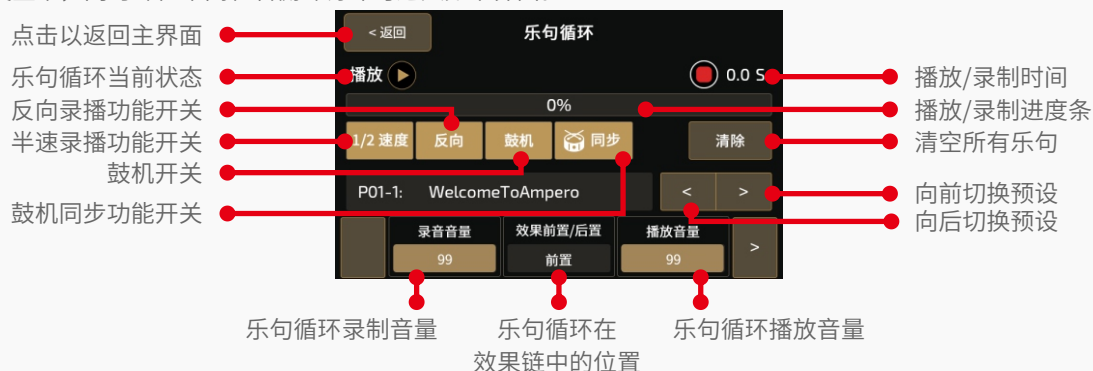 点击以返回主界面
< 返回
乐句循环
乐句循环当前状态
播放
0.0 S
播放/录制时间
反向录播功能开关
0%
播放/录制进度条
半速录播功能开关
1/2 速度
反向
鼓机
同步
清除
清空所有乐句
鼓机开关
P01-1: WelcomeToAmpero
<
>
向前切换预设
鼓机同步功能开关
向后切换预设
录音音量
效果前置/后置
播放音量
99
前置
99
>
乐句循环录制音量
乐句循环在
效果链中的位置
乐句循环播放音量